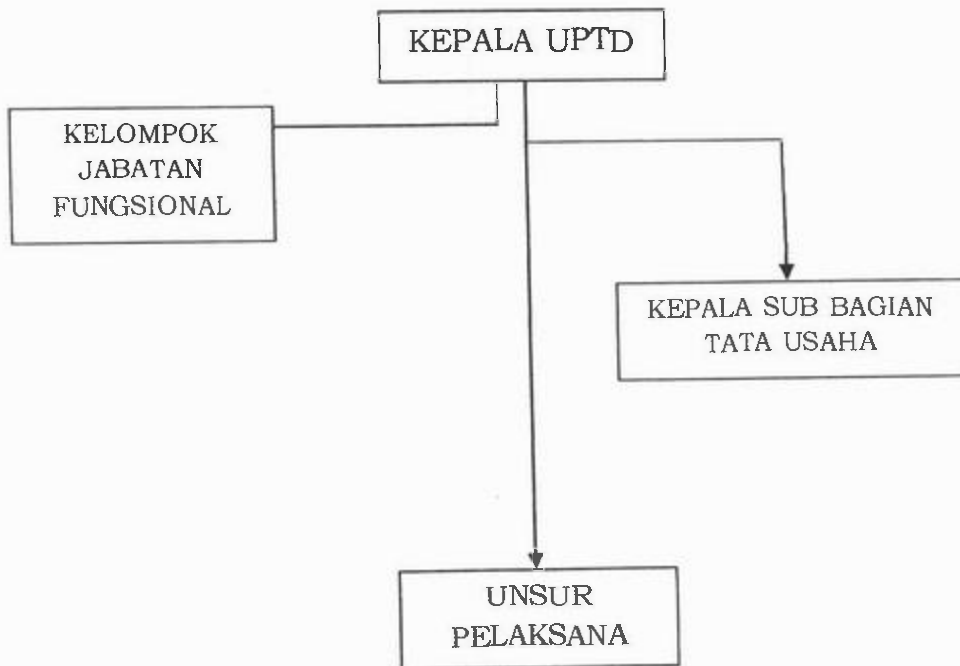 KEPALA UPTD
KELOMPOK
JABATAN
FUNGSIONAL
KEPALA SUB BAGIAN
TATA USAHA
UNSUR
PELAKSANA